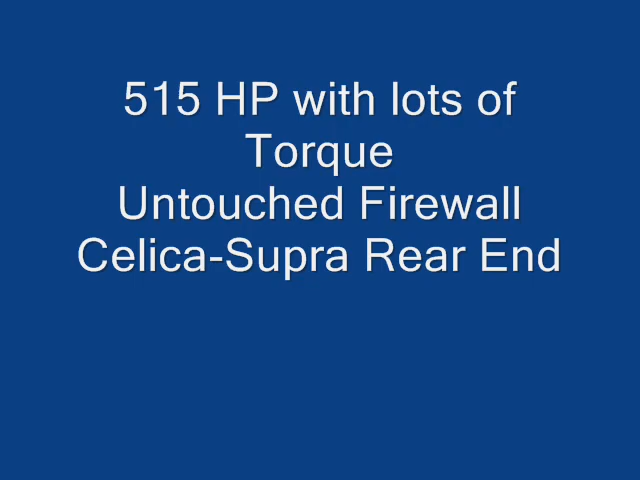 515 HP with lots of
Torque
Untouched Firewall
Celica-Supra Rear End